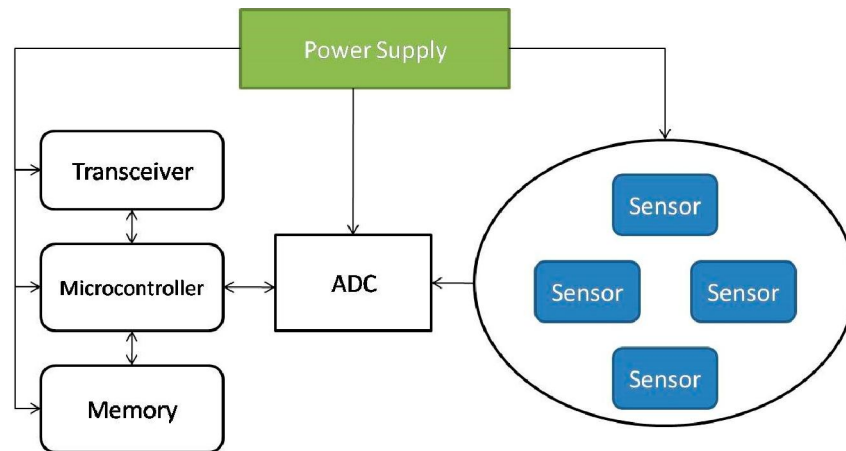 Power Supply
Transceiver
Microcontroller
Memory
ADC
Sensor
Sensor
Sensor
Sensor